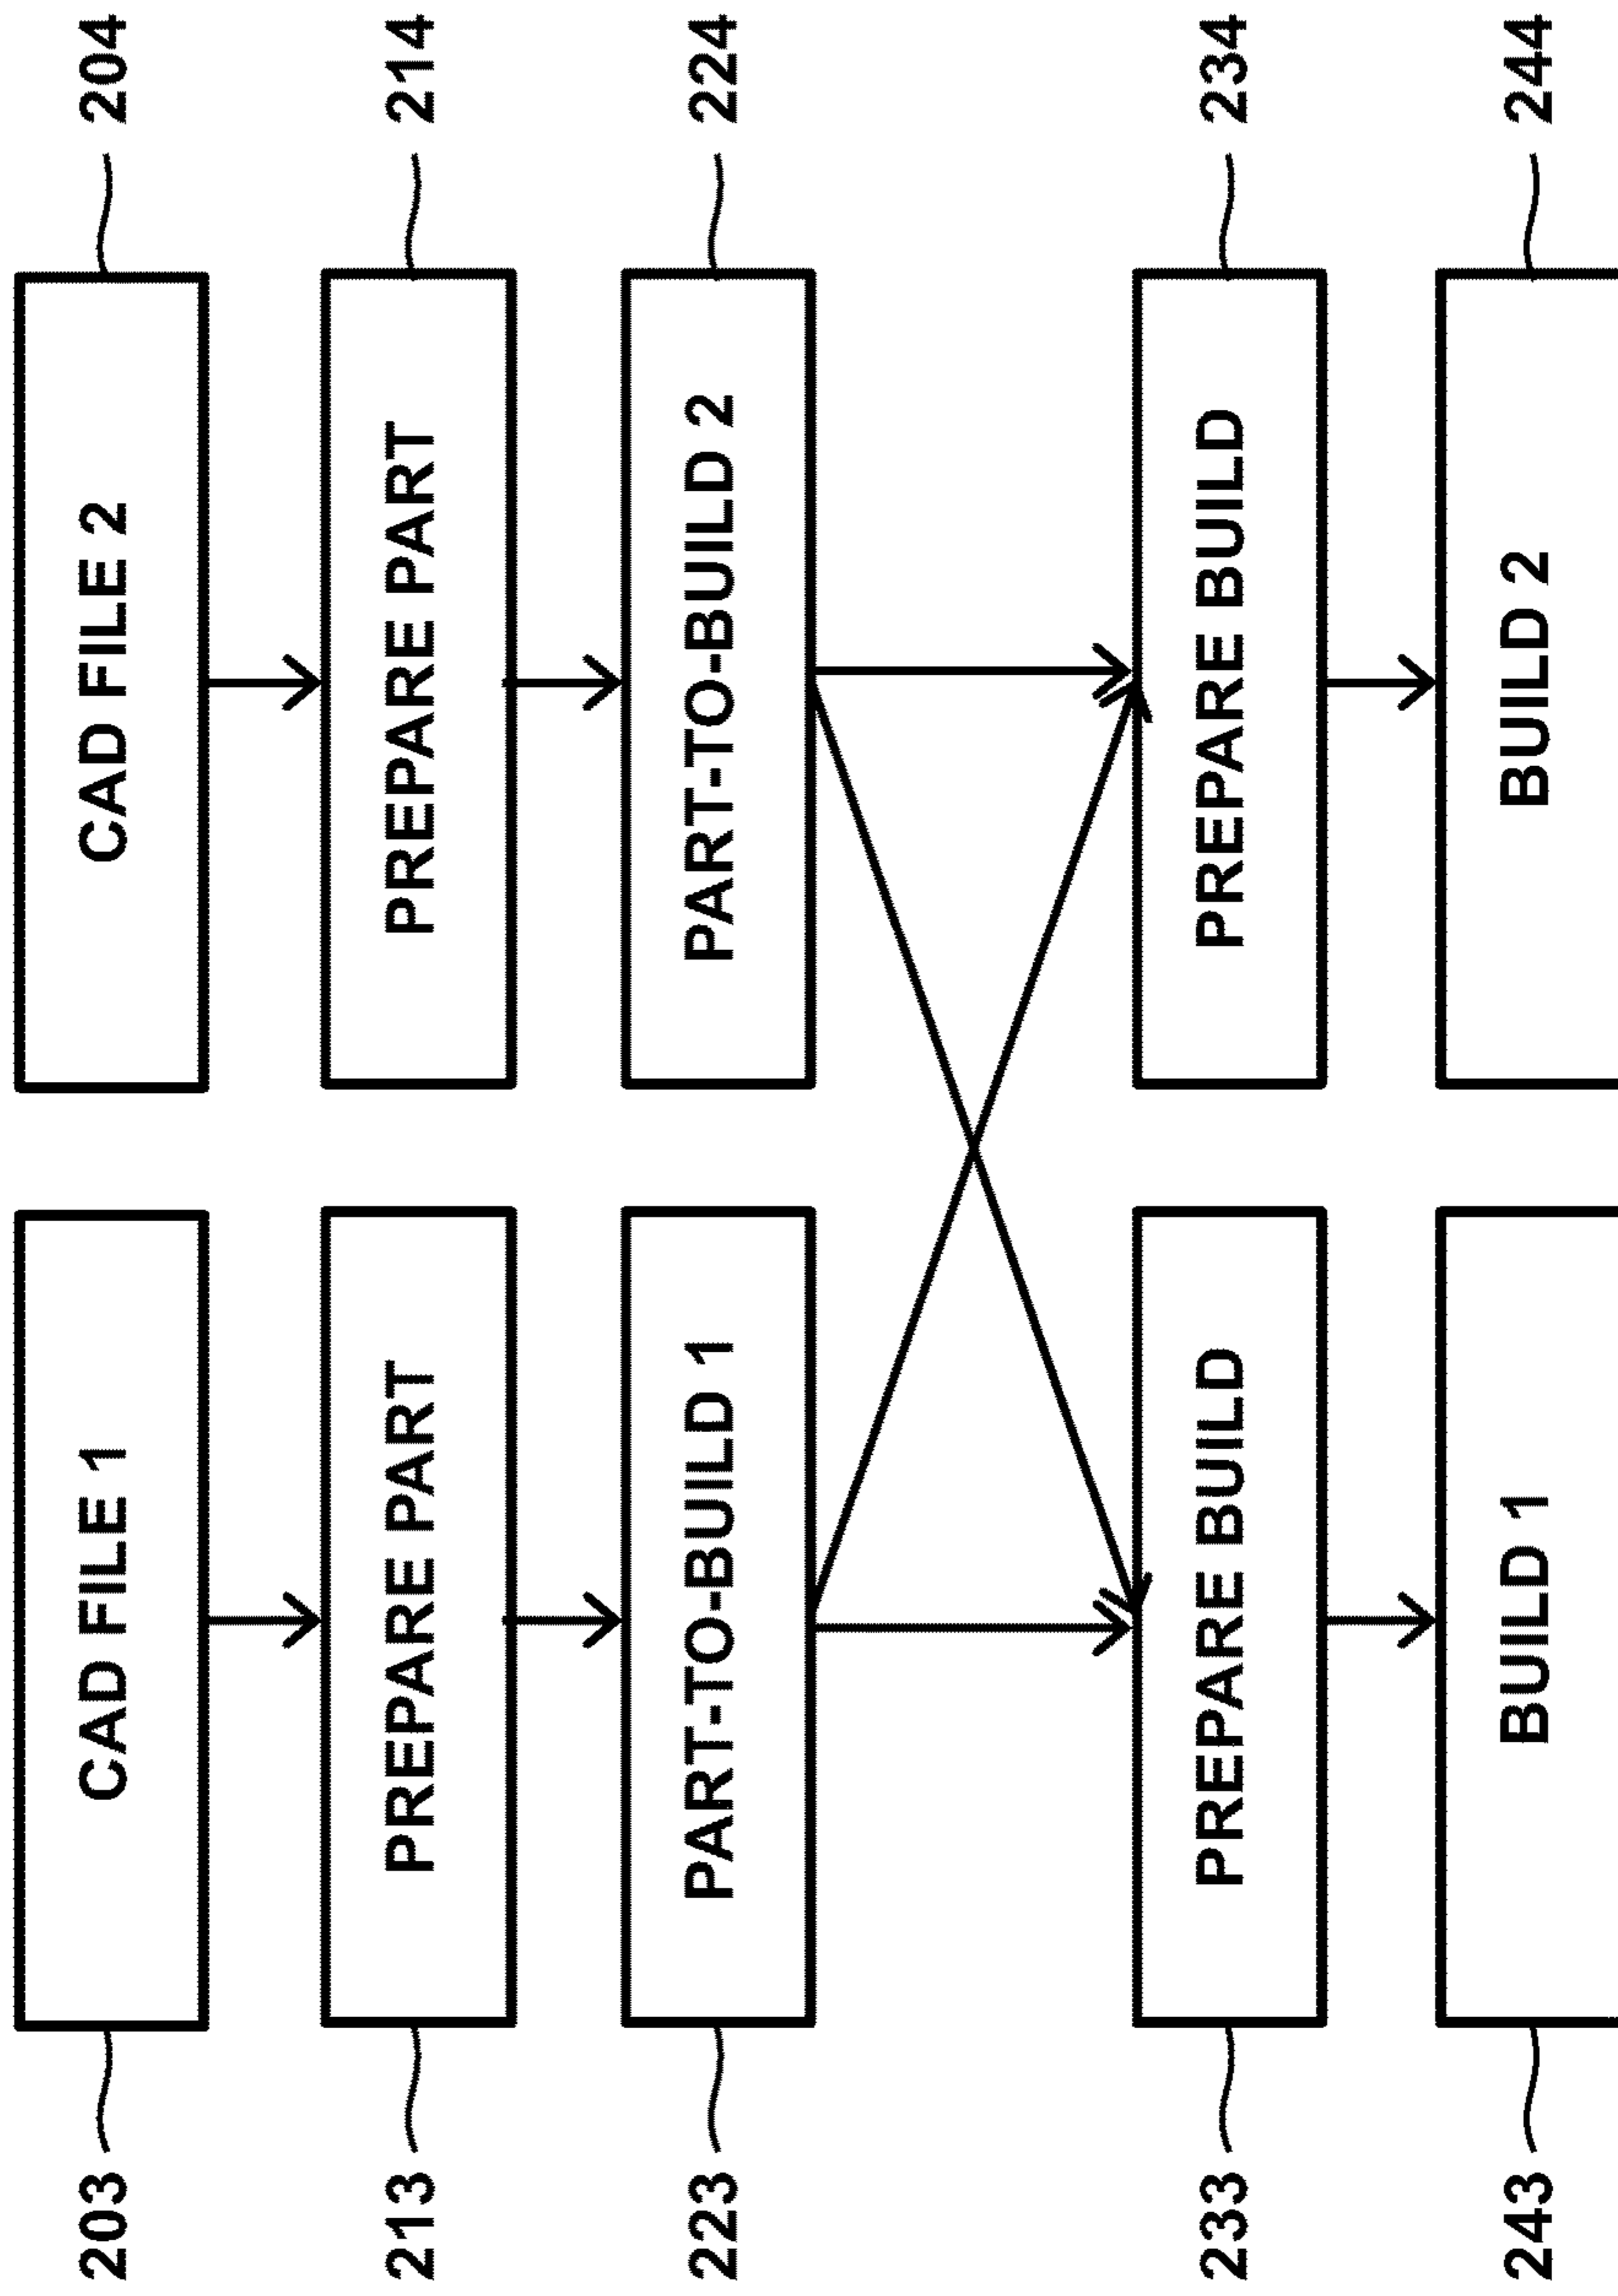 203 CAD FILE 1 CAD FILE 2 204
213 PREPARE PART PREPARE PART 214
223 PART-TO-BUILD 1 PART-TO-BUILD 2 224
233 PREPARE BUILD PREPARE BUILD 234
243 BUILD 1 BUILD 2 244